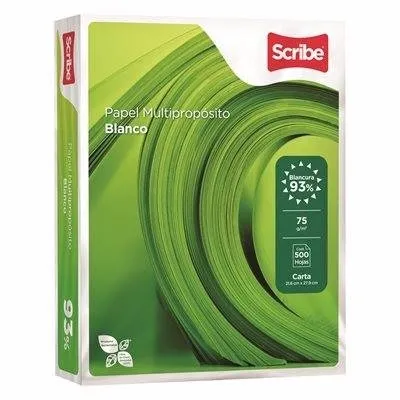 Scribe
Papel Multipropósito
Blanco
93%
Scribe
Papel Multipropósito
Blanco
Blancura
93%
75
g/m²
Cont.
500
Hojas
Carta
21.6 cm x 27.9 cm